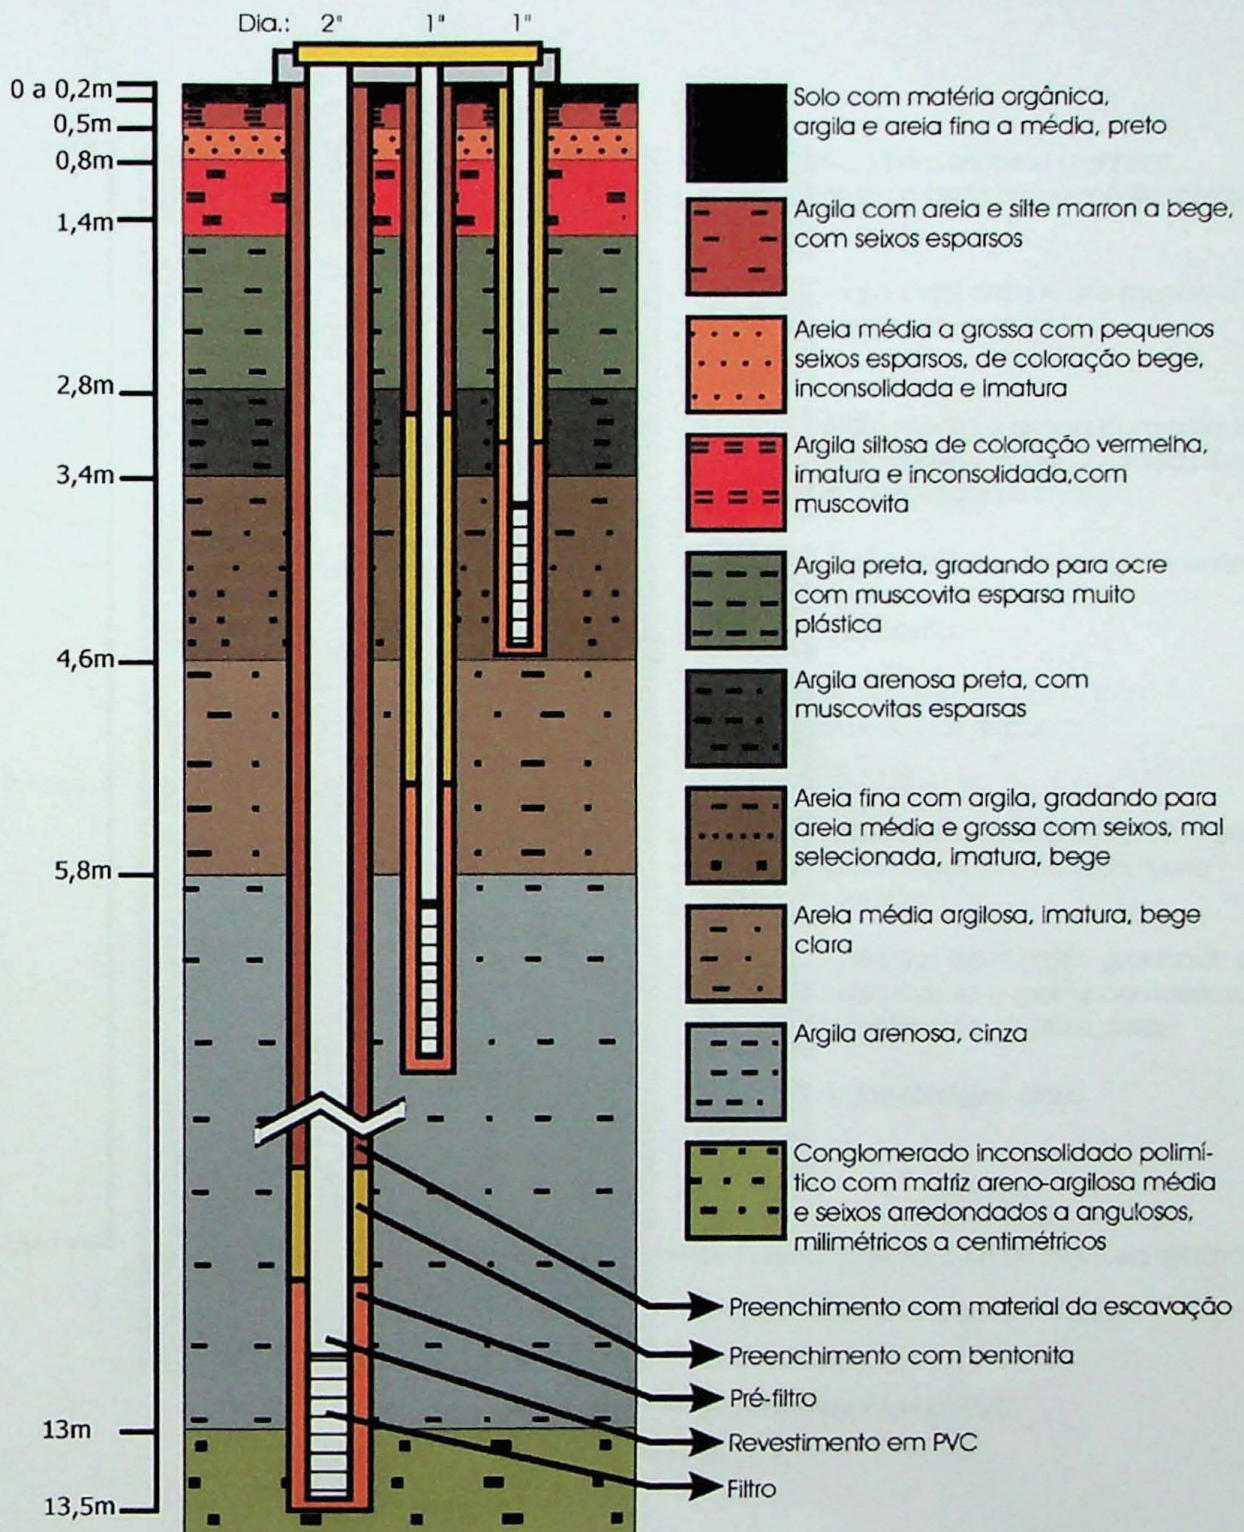 Dia.: 2" 1" 1"
0 a 0,2m
0,5m
0,8m
1,4m
2,8m
3,4m
4,6m
5,8m
13m
13,5m
Solo com matéria orgânica,
argila e areia fina a média, preto
Argila com areia e silte marron a bege,
com seixos esparsos
Areia média a grossa com pequenos
seixos esparsos, de coloração bege,
inconsolidada e imatura
Argila siltosa de coloração vermelha,
imatura e inconsolidada,com
muscovita
Argila preta, gradando para ocre
com muscovita esparsa muito
plástica
Argila arenosa preta, com
muscovitas esparsas
Areia fina com argila, gradando para
areia média e grossa com seixos, mal
selecionada, imatura, bege
Areia média argilosa, imatura, bege
clara
Argila arenosa, cinza
Conglomerado inconsolidado polimí-
tico com matriz areno-argilosa média
e seixos arredondados a angulosos,
milimétricos a centimétricos
Preenchimento com material da escavação
Preenchimento com bentonita
Pré-filtro
Revestimento em PVC
Filtro